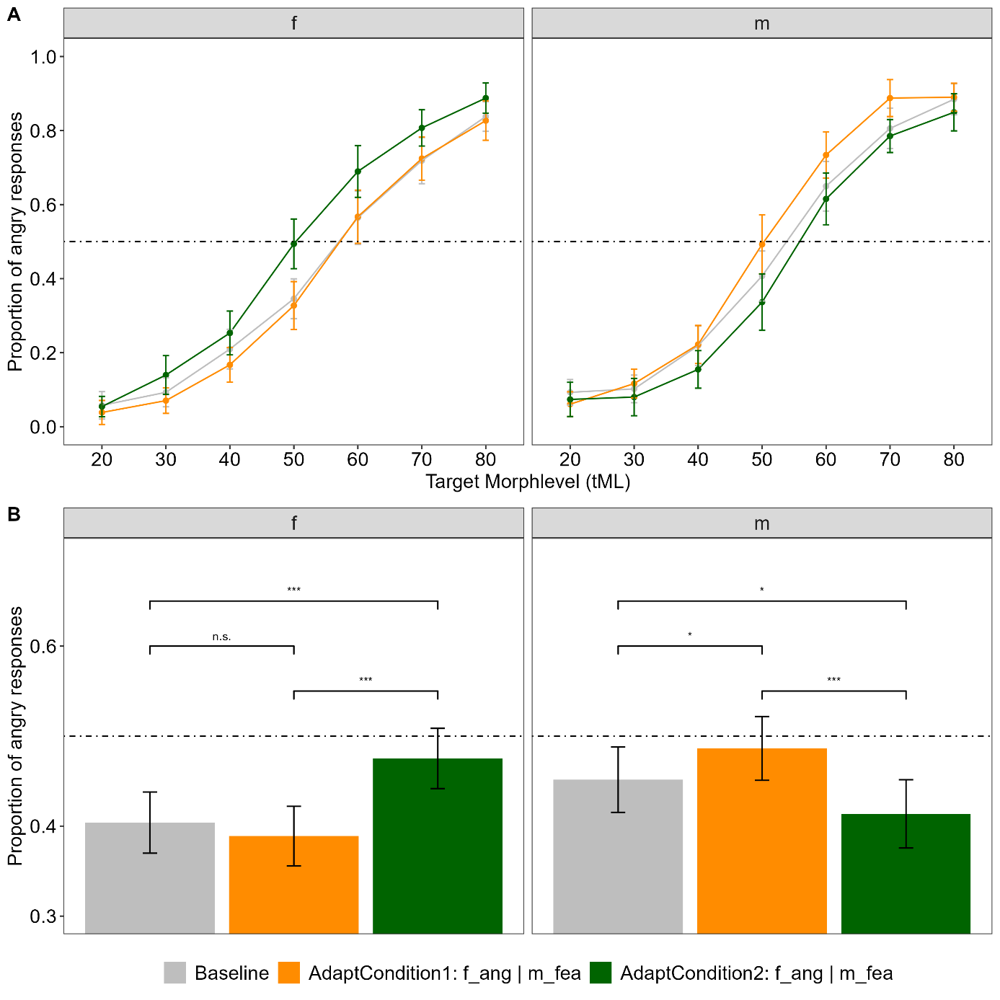 A
f
m
Proportion of angry responses
1.0
0.8
0.6
0.4
0.2
0.0
20 30 40 50 60 70 80
20 30 40 50 60 70 80
Target Morphlevel (tML)
B
f
m
Proportion of angry responses
***
n.s.
***
*
*
***
0.6
0.4
0.3
Baseline
AdaptCondition1: f_ang | m_fea
AdaptCondition2: f_ang | m_fea